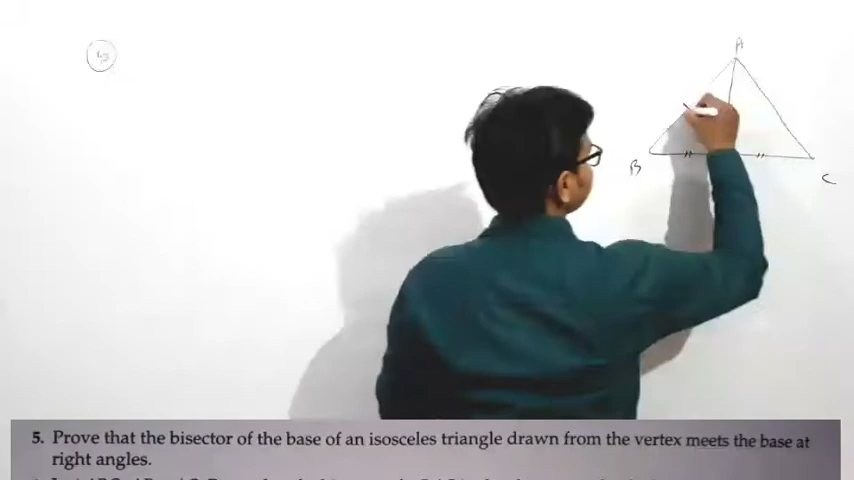 A
B
C
5. Prove that the bisector of the base of an isosceles triangle drawn from the vertex meets the base at
right angles.